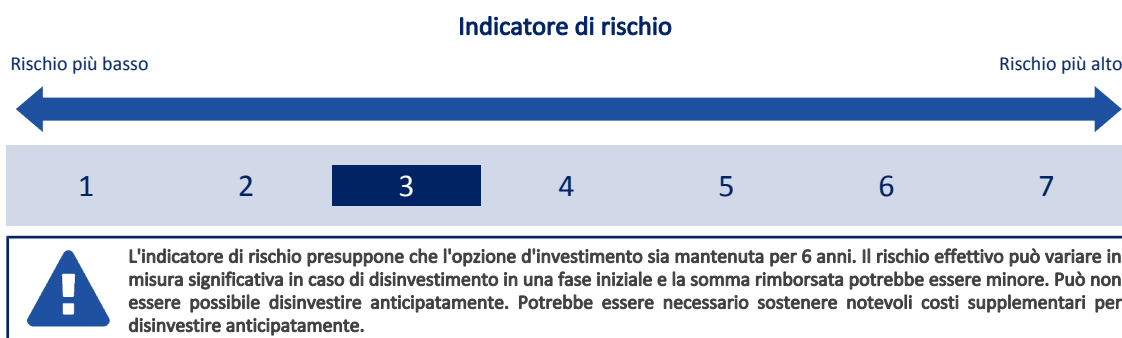 Indicatore di rischio
Rischio più basso Rischio più alto
1 2 3 4 5 6 7
L'indicatore di rischio presuppone che l'opzione d'investimento sia mantenuta per 6 anni. Il rischio effettivo può variare in
misura significativa in caso di disinvestimento in una fase iniziale e la somma rimborsata potrebbe essere minore. Può non
essere possibile disinvestire anticipatamente. Potrebbe essere necessario sostenere notevoli costi supplementari per
disinvestire anticipatamente.